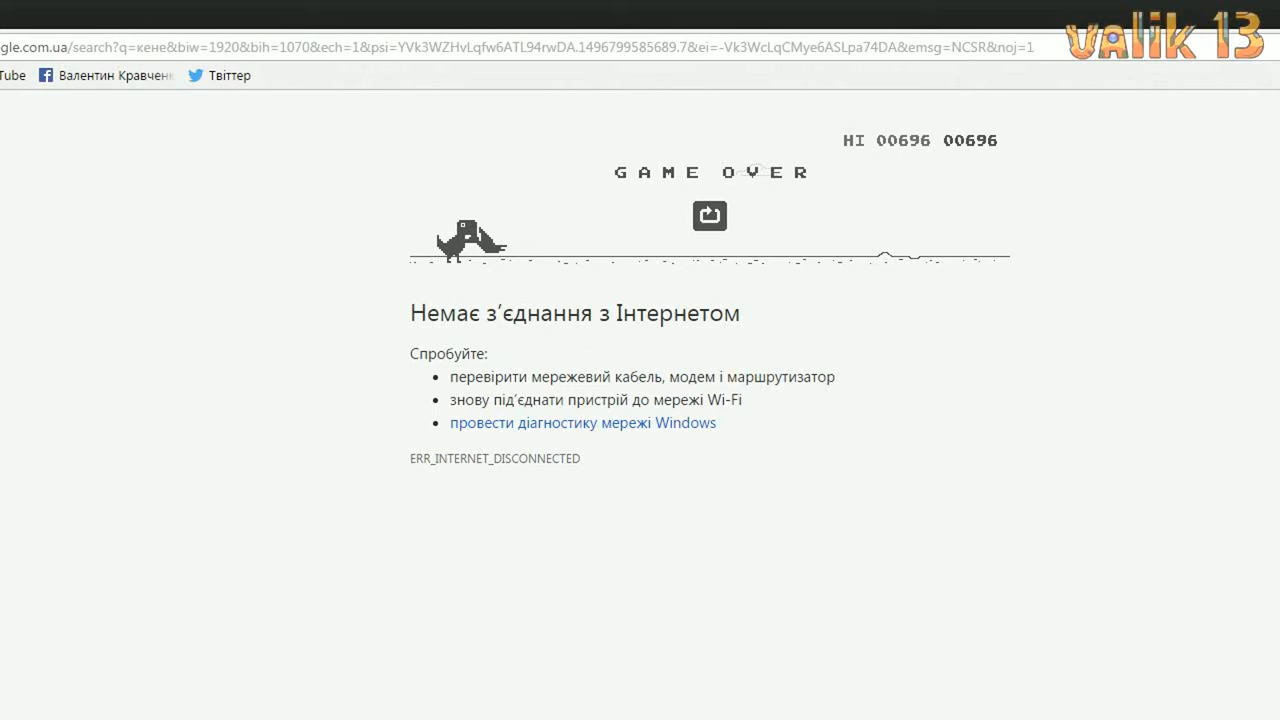 valik 13
gle.com.ua/search?q=кене&biw=1920&bih=1070&ech=1&psi=YVk3WZHvLqfw6ATL94rwDA.1496799585689.7&ei=-Vk3WcLqCMye6ASLpa74DA&emsg=NCSR&noj=1
Tube Валентин Кравчен Твіттер
HI 00696 00696
GAME OVER
Немає з’єднання з Інтернетом
Спробуйте:
• перевірити мережевий кабель, модем і маршрутизатор
• знову під’єднати пристрій до мережі Wi-Fi
• провести діагностику мережі Windows
ERR_INTERNET_DISCONNECTED